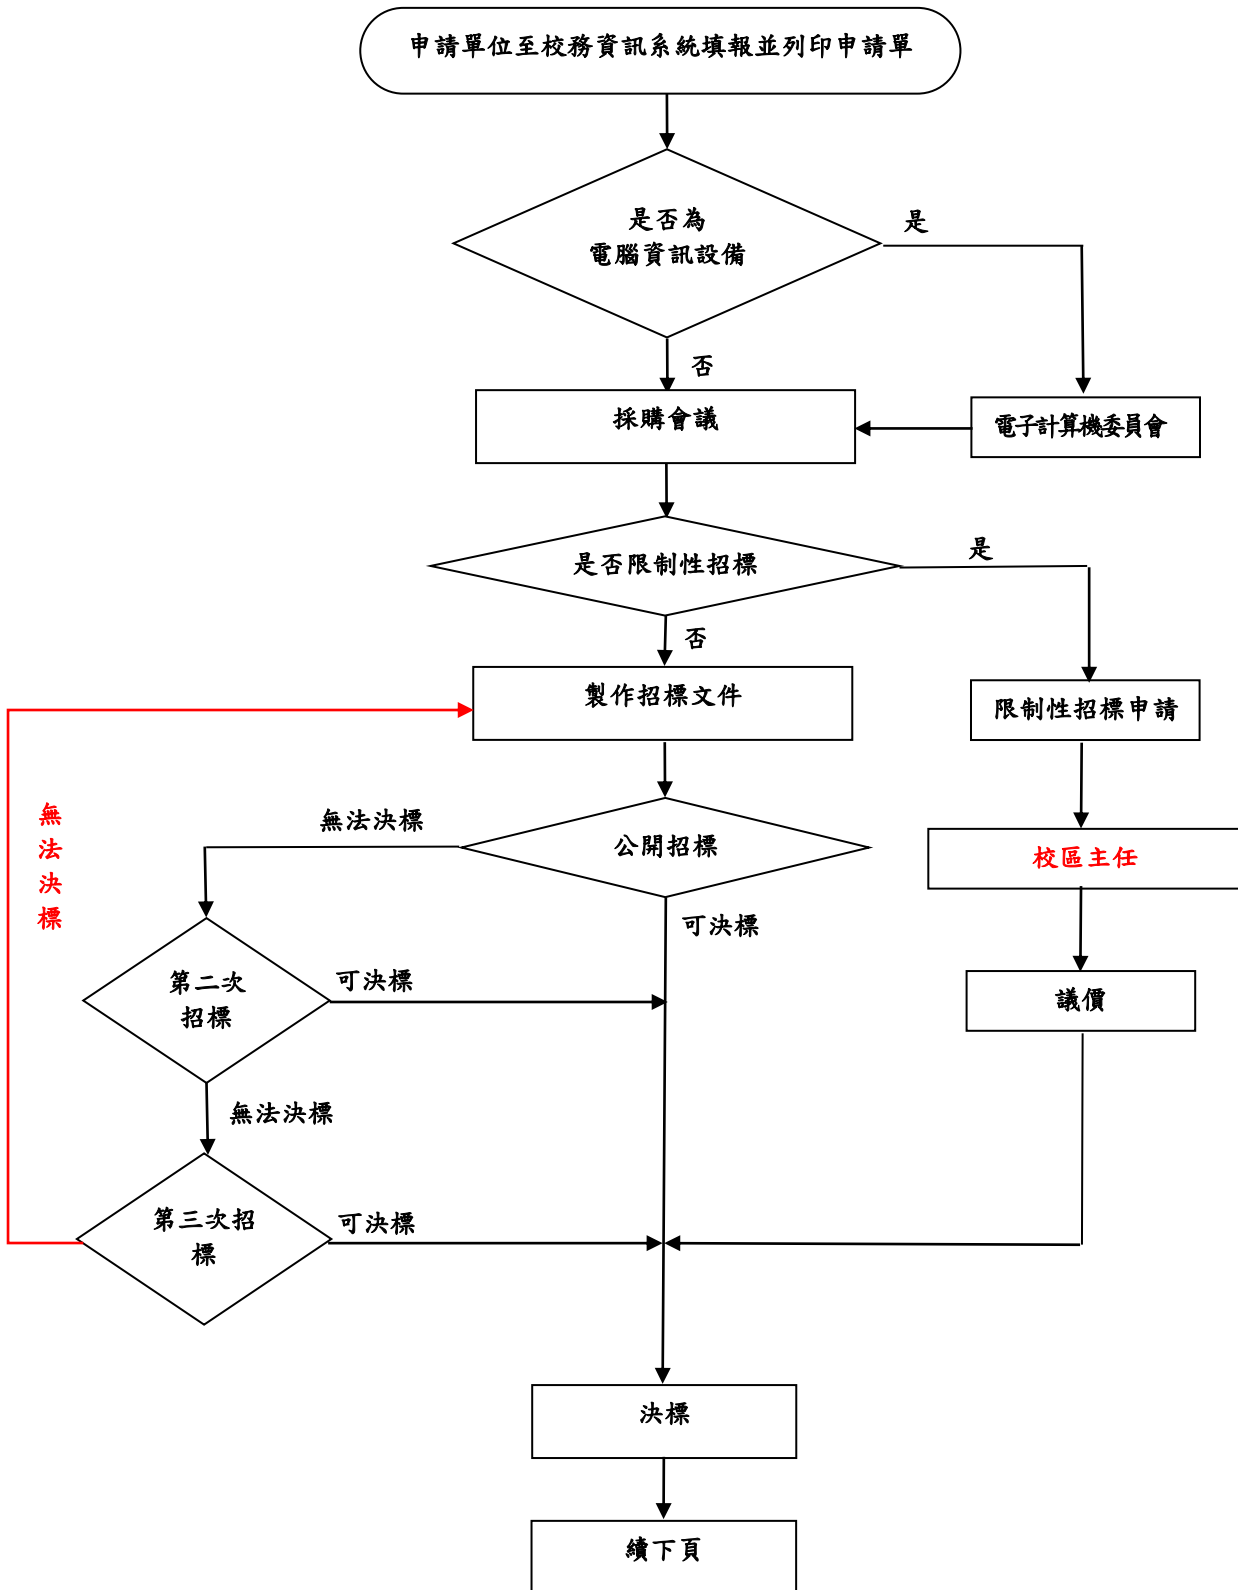 申請單位至校務資訊系統填報並列印申請單
是否為
電腦資訊設備
是
否
採購會議
電子計算機委員會
是否限制性招標
是
否
製作招標文件
限制性招標申請
無
法
決
標
無法決標
公開招標
校區主任
可決標
第二次
招標
可決標
議價
無法決標
第三次招
標
可決標
決標
續下頁